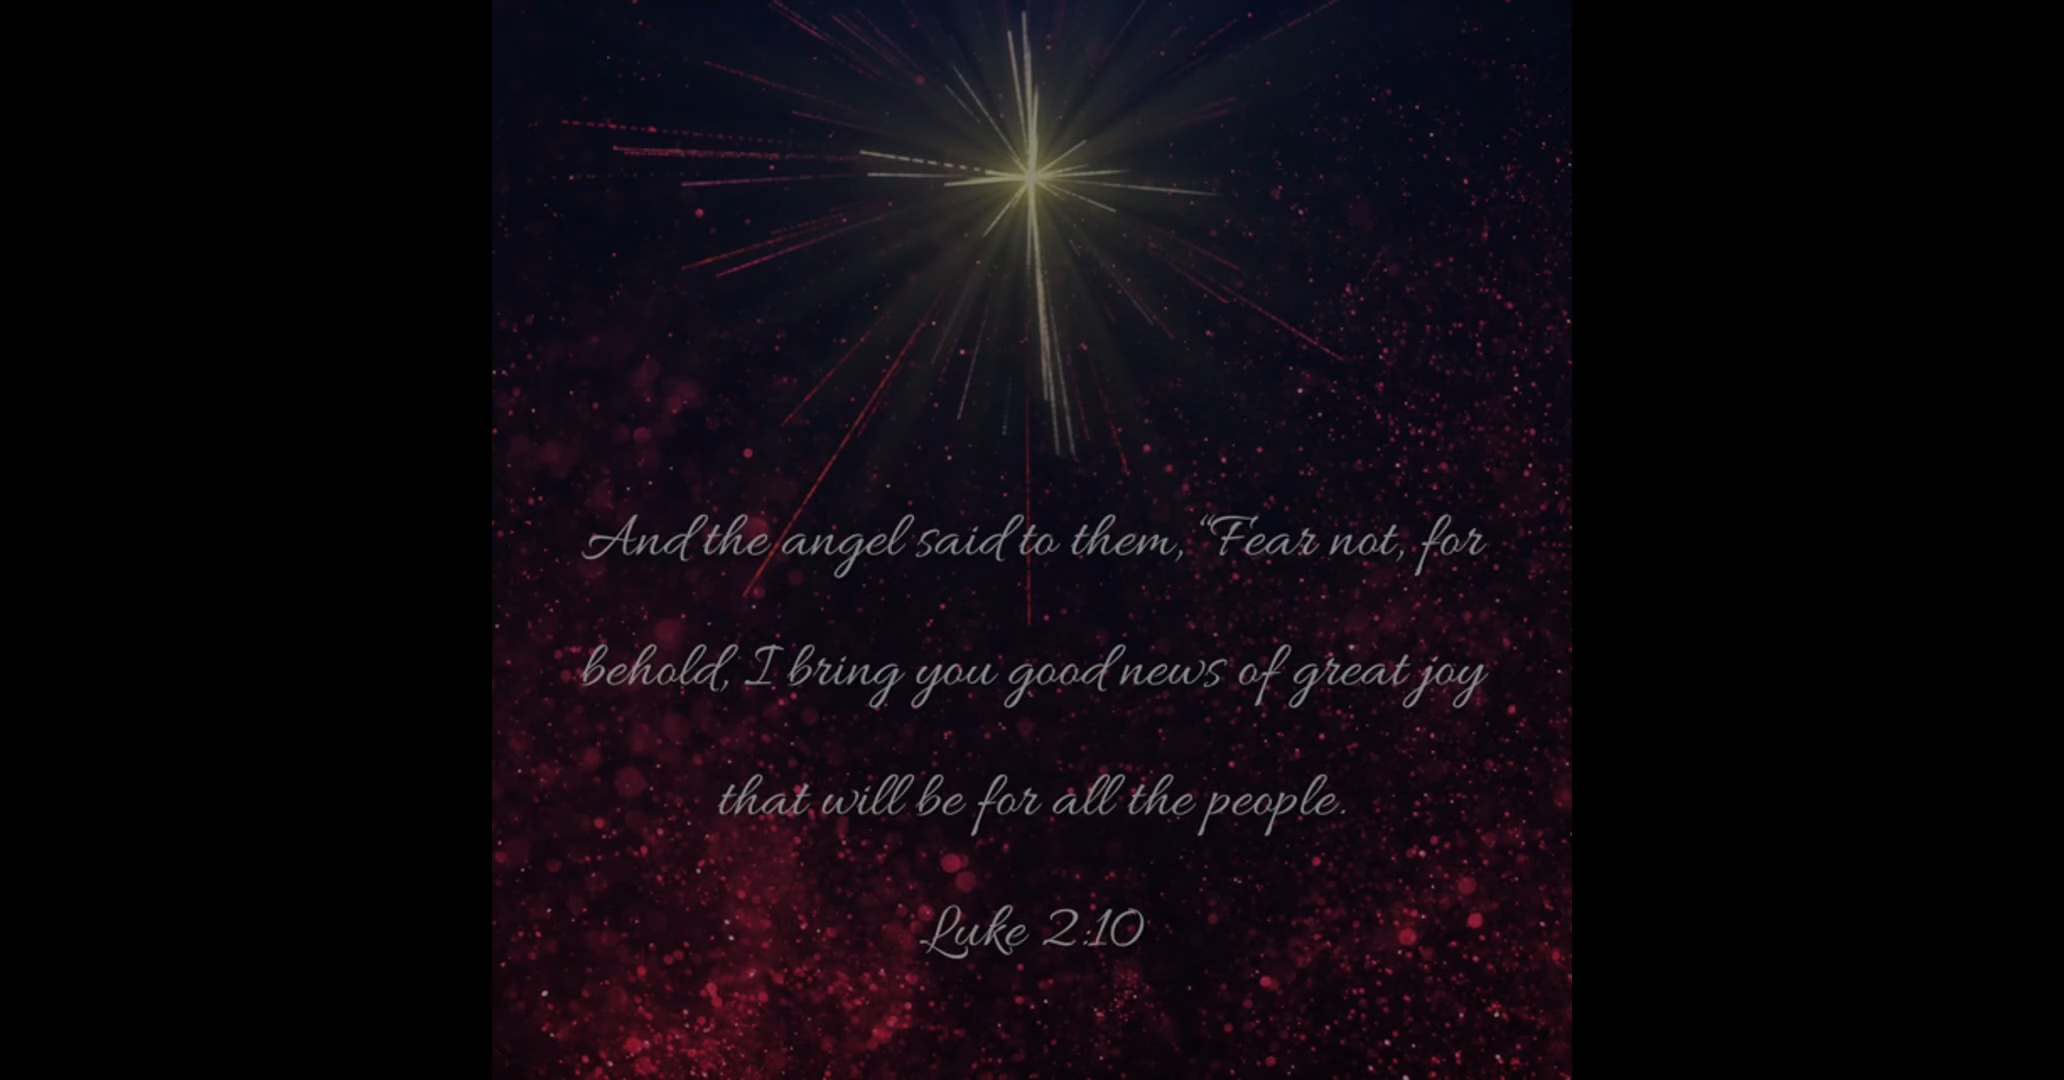 And the angel said to them, “Fear not, for
behold, I bring you good news of great joy
that will be for all the people.
Luke 2:10